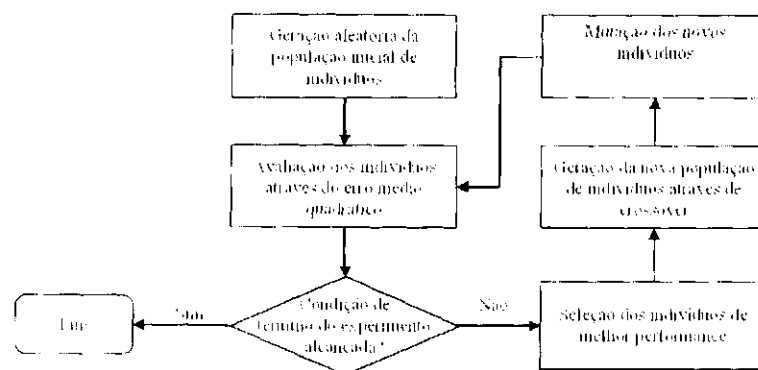 Geração aleatória da
população inicial de
indivíduos
Mutação dos novos
indivíduos
Avaliação dos indivíduos
através do erro médio
quadrático
Geração da nova população
de indivíduos através de
crossover
Condição de
término do experimento
alcançada?
Sim
Não
Fim
Seleção dos indivíduos de
melhor performance